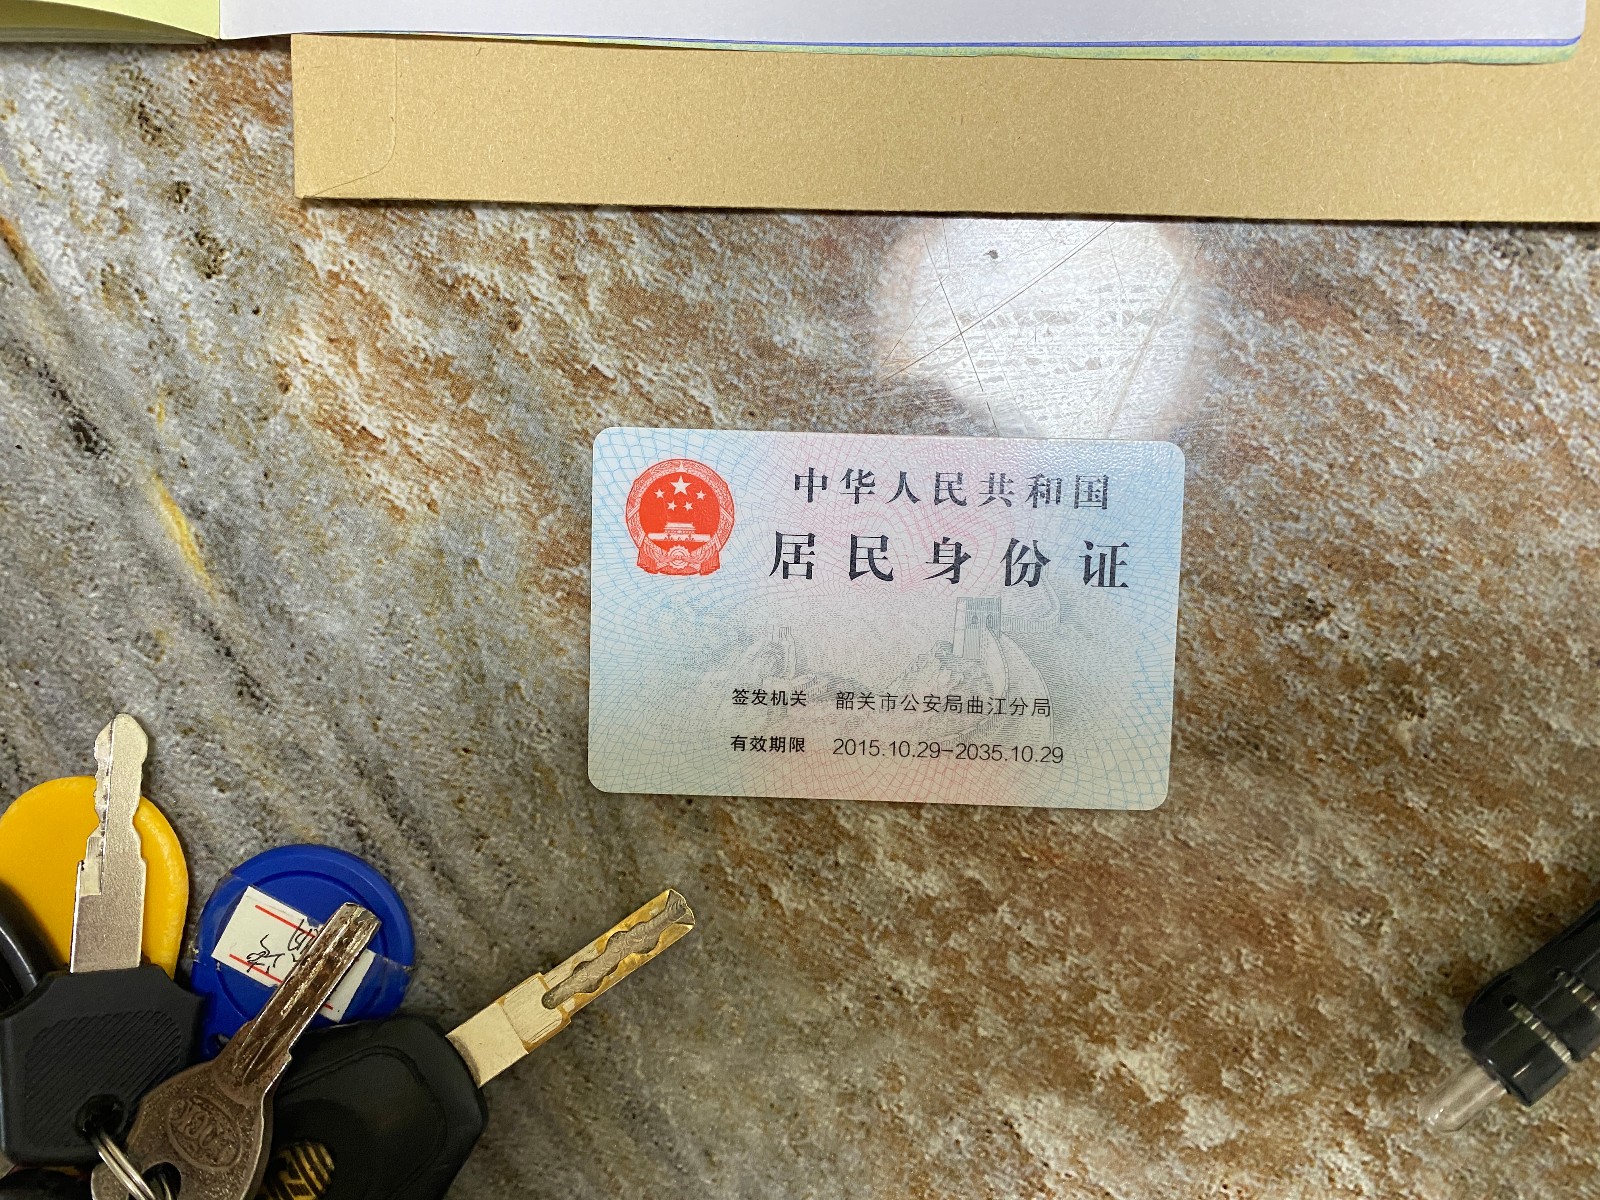 中华人民共和国
居民身份证
签发机关 韶关市公安局曲江分局
有效期限 2015.10.29-2035.10.29